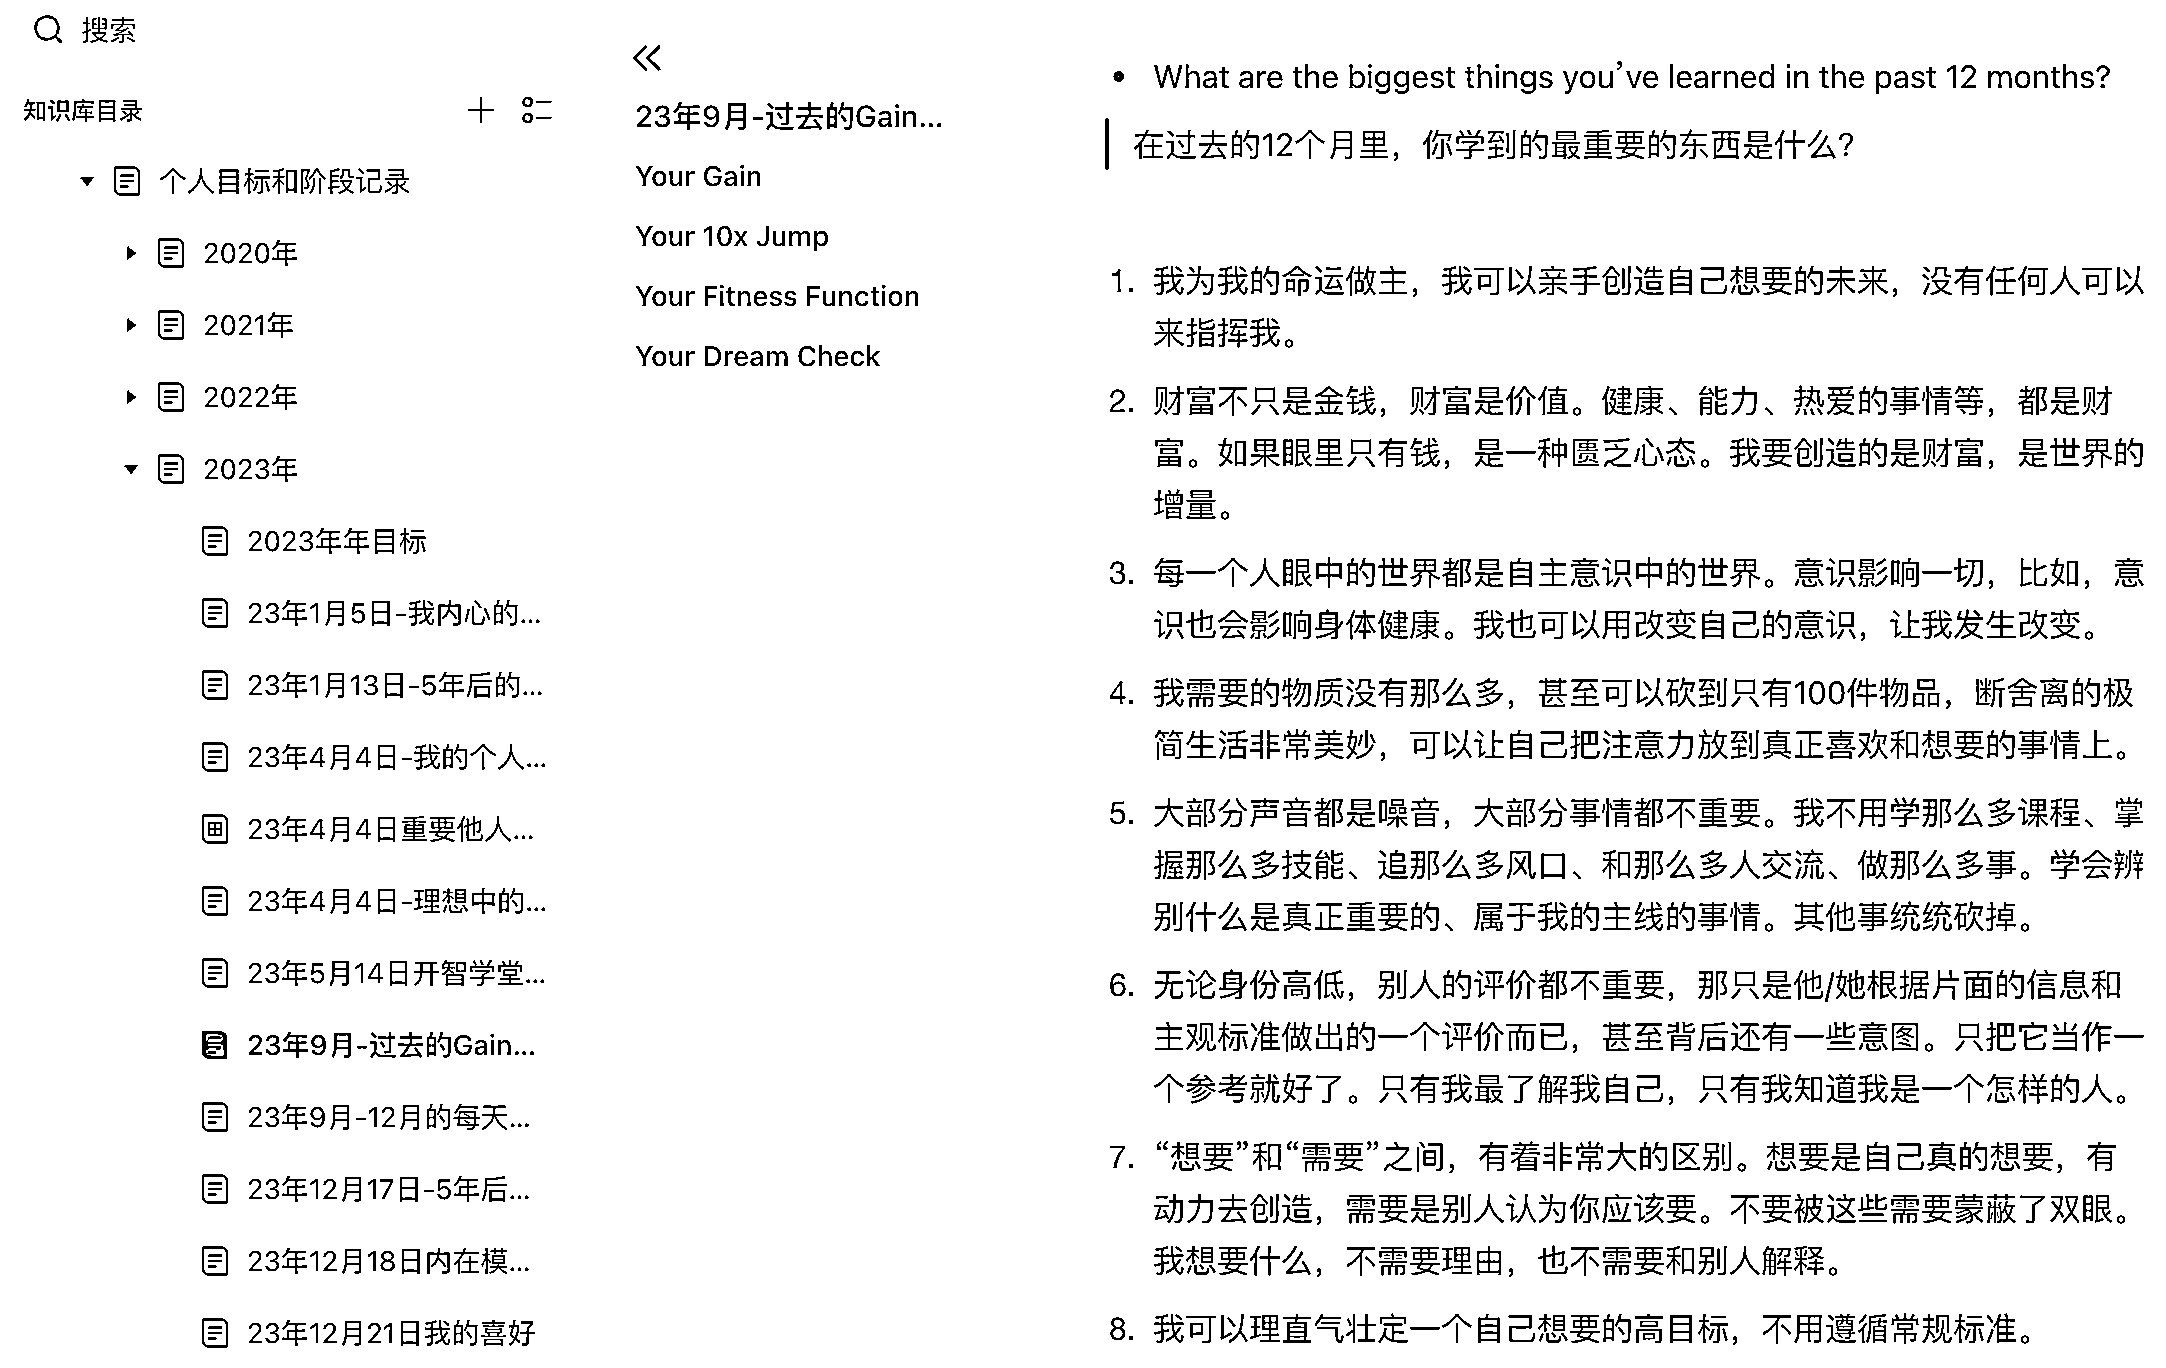 搜索
知识库目录
个人目标和阶段记录
2020年
2021年
2022年
2023年
2023年年目标
23年1月5日-我内心的...
23年1月13日-5年后的...
23年4月4日-我的个人...
23年4月4日重要他人...
23年4月4日-理想中的...
23年5月14日开智学堂...
23年9月-过去的Gain...
23年9月-12月的每天...
23年12月17日-5年后...
23年12月18日内在模...
23年12月21日我的喜好
23年9月-过去的Gain...
Your Gain
Your 10x Jump
Your Fitness Function
Your Dream Check
• What are the biggest things you’ve learned in the past 12 months?
在过去的12个月里，你学到的最重要的东西是什么？
1. 我为我的命运做主，我可以亲手创造自己想要的未来，没有任何人可以
来指挥我。
2. 财富不只是金钱，财富是价值。健康、能力、热爱的事情等，都是财
富。如果眼里只有钱，是一种匮乏心态。我要创造的是财富，是世界的
增量。
3. 每一个人眼中的世界都是自主意识中的世界。意识影响一切，比如，意
识也会影响身体健康。我也可以用改变自己的意识，让我发生改变。
4. 我需要的物质没有那么多，甚至可以砍到只有100件物品，断舍离的极
简生活非常美妙，可以让自己把注意力放到真正喜欢和想要的事情上。
5. 大部分声音都是噪音，大部分事情都不重要。我不用学那么多课程、掌
握那么多技能、追那么多风口、和那么多人交流、做那么多事。学会辨
别什么是真正重要的、属于我的主线的事情。其他事统统砍掉。
6. 无论身份高低，别人的评价都不重要，那只是他/她根据片面的信息和
主观标准做出的一个评价而已，甚至背后还有一些意图。只把它当作一
个参考就好了。只有我最了解我自己，只有我知道我是一个怎样的人。
7. “想要”和“需要”之间，有着非常大的区别。想要是自己真的想要，有
动力去创造，需要是别人认为你应该要。不要被这些需要蒙蔽了双眼。
我想要什么，不需要理由，也不需要和别人解释。
8. 我可以理直气壮定一个自己想要的高目标，不用遵循常规标准。